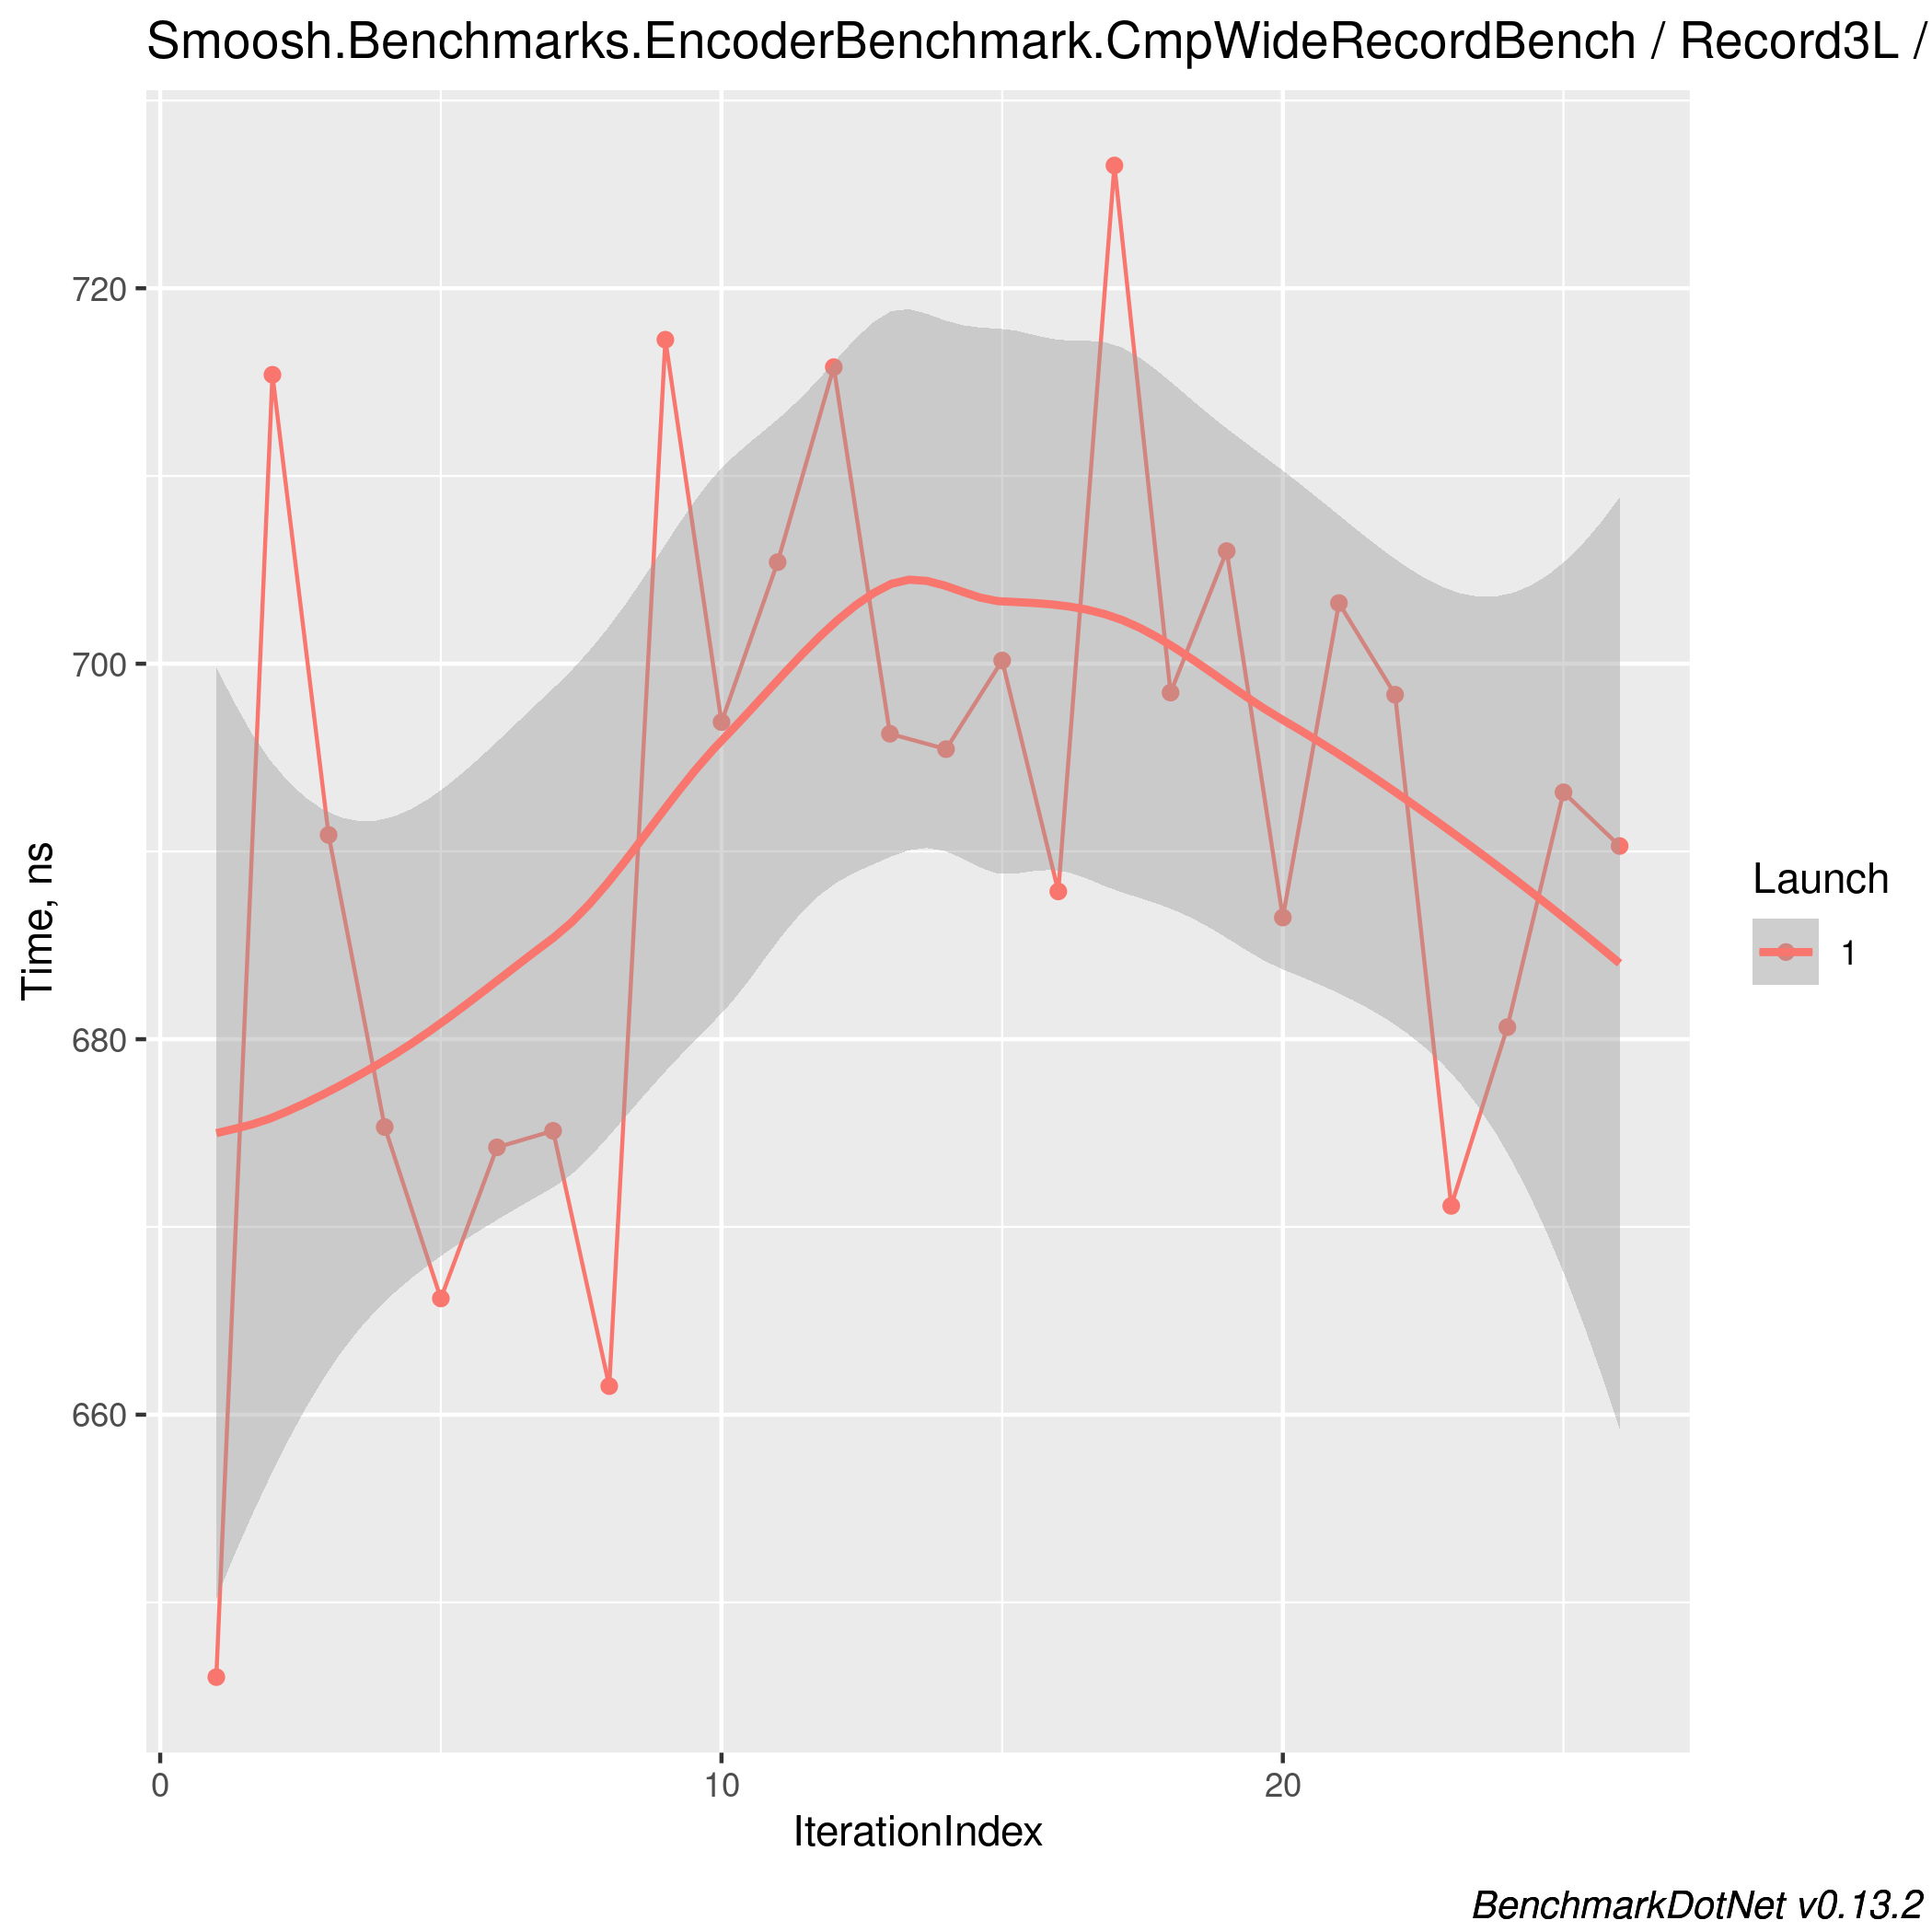 Smoosh.Benchmarks.EncoderBenchmark.CmpWideRecordBench / Record3L /
720
700
680
660
Time, ns
0 10 20
IterationIndex
Launch
1
BenchmarkDotNet v0.13.2